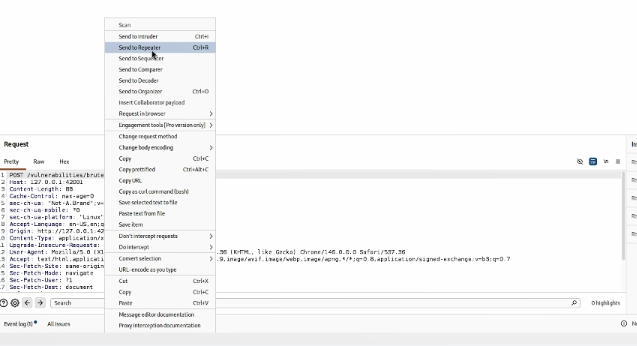 Scan
Send to Intruder Ctrl+I
Send to Repeater Ctrl+R
Send to Sequencer
Send to Comparer
Send to Decoder
Send to Organizer Ctrl+O
Insert Collaborator payload
Request in browser >
Engagement tools [Pro version only] >
Change request method
Change body encoding >
Copy Ctrl+C
Copy prettified Ctrl+Alt+C
Copy URL
Copy as curl command (bash)
Save selected text to file
Paste text from file
Save item
Don't intercept requests >
Do intercept >
Convert selection >
URL-encode as you type
Cut Ctrl+X
Copy Ctrl+C
Paste Ctrl+V
Message editor documentation
Proxy interception documentation
Request
Pretty Raw Hex
1 POST /vulnerabilities/brute
2 Host: 127.0.0.1:42001
3 Content-Length: 88
4 Cache-Control: max-age=0
5 sec-ch-ua: "Not-A.Brand";v=
6 sec-ch-ua-mobile: ?0
7 sec-ch-ua-platform: "Linux"
8 Accept-Language: en-US,en;q
9 Origin: http://127.0.0.1:42
10 Content-Type: application/x
11 Upgrade-Insecure-Requests:
12 User-Agent: Mozilla/5.0 (X1 .36 (KHTML, like Gecko) Chrome/146.0.0.0 Safari/537.36
13 Accept: text/html,applicati .9,image/avif,image/webp,image/apng,*/*;q=0.8,application/signed-exchange;v=b3;q=0.7
14 Sec-Fetch-Site: same-origin
15 Sec-Fetch-Mode: navigate
16 Sec-Fetch-User: ?1
17 Sec-Fetch-Dest: document
Search
0 highlights
Event log
All issues